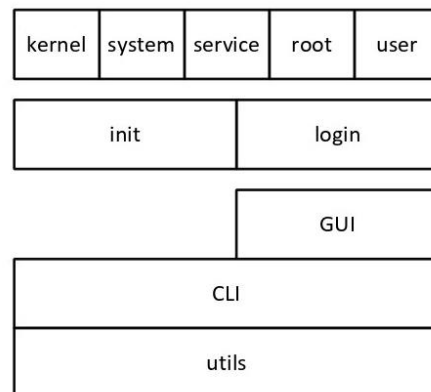 kernel system service root user
init login
GUI
CLI
utils